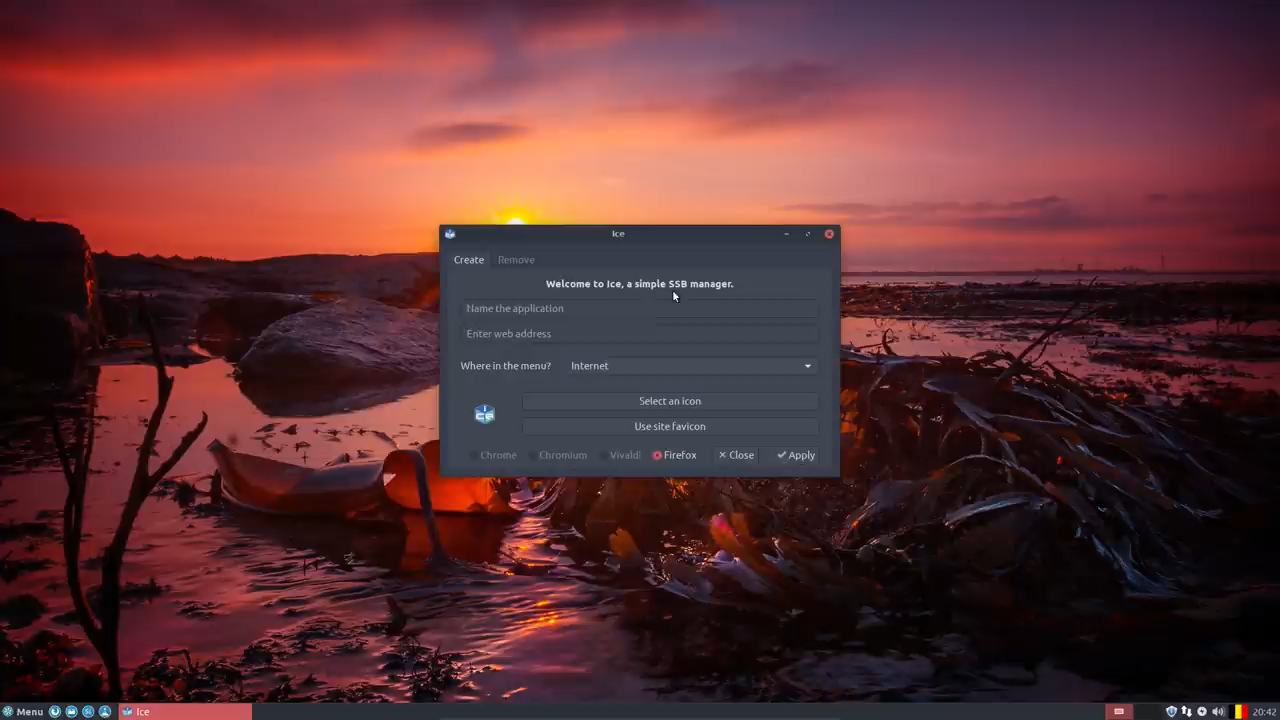 Ice
Create Remove
Welcome to Ice, a simple SSB manager.
Name the application
Enter web address
Where in the menu? Internet
Select an icon
Use site favicon
Chrome Chromium Vivaldi Firefox Close Apply
Menu Ice 20:42